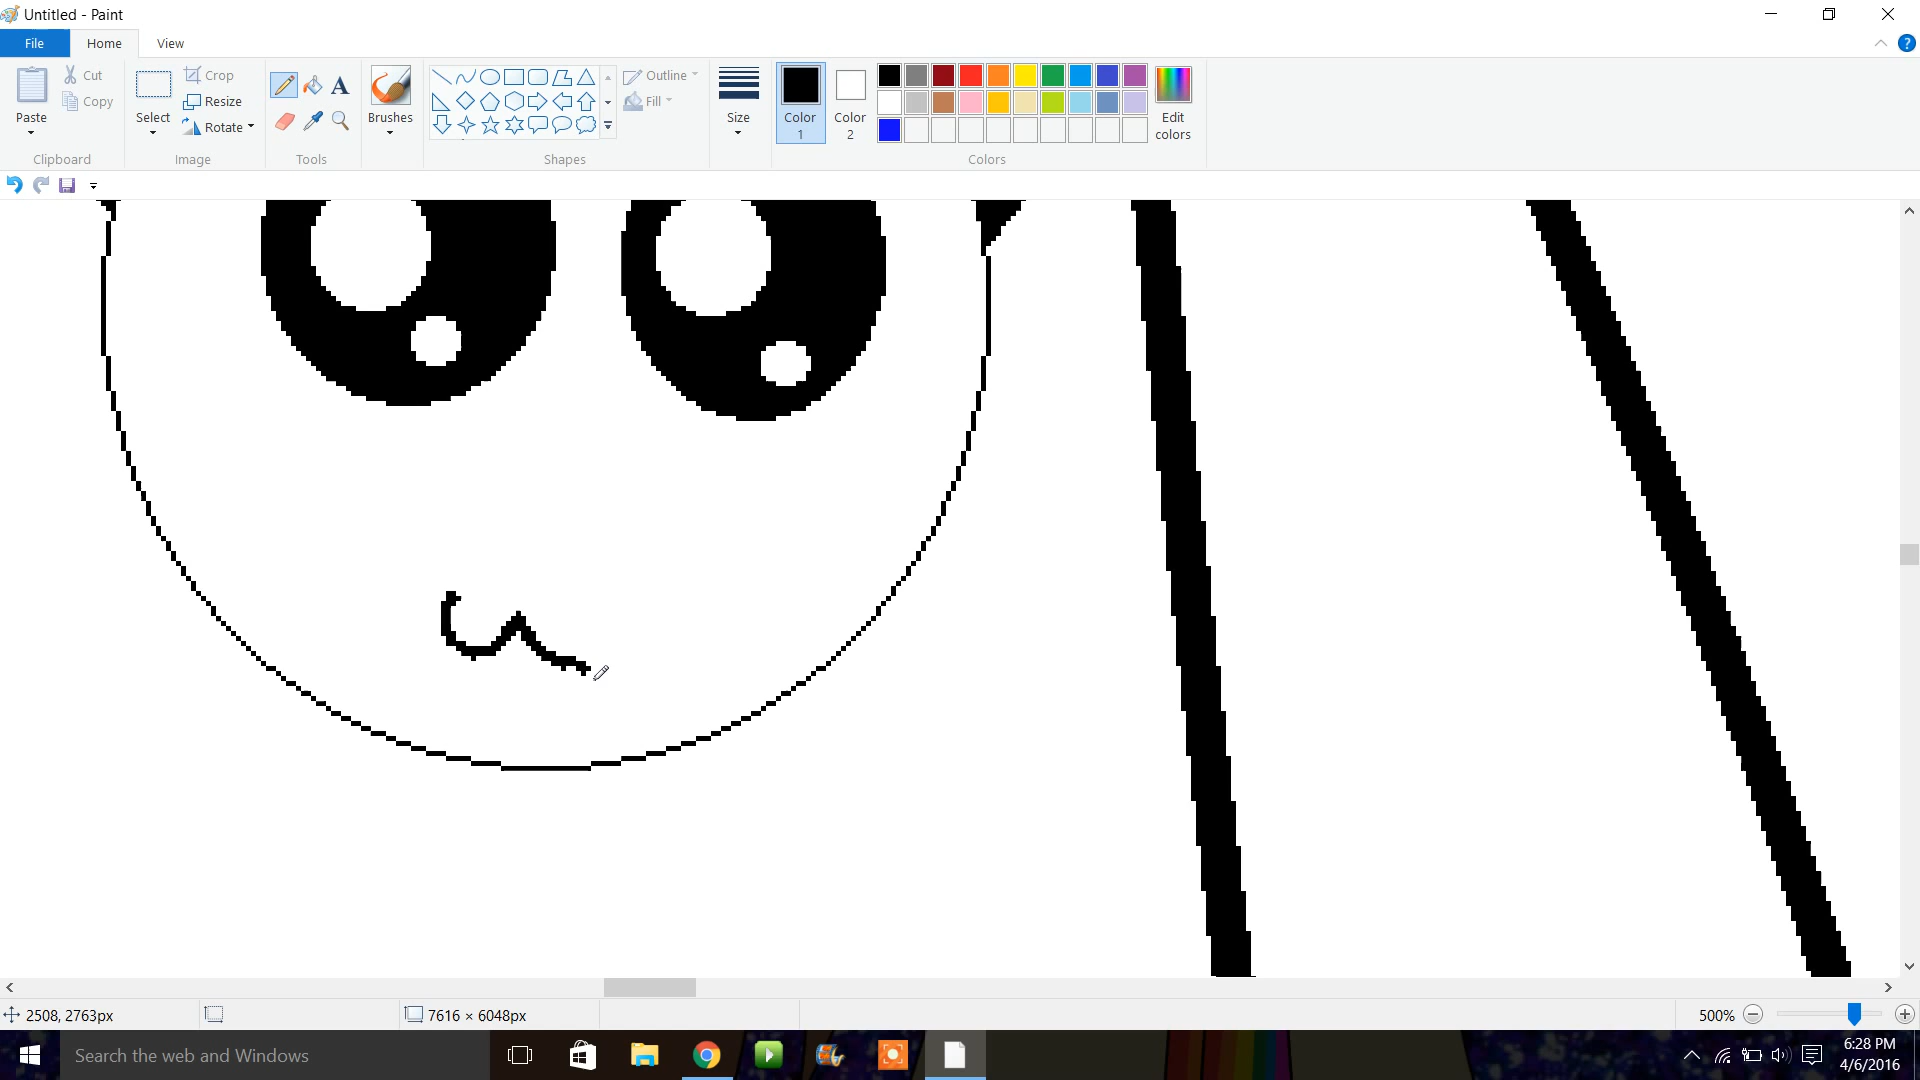 Untitled - Paint
File Home View
Paste
Cut
Copy
Clipboard
Select
Crop
Resize
Rotate
Image
A
Tools
Brushes
Shapes
Outline
Fill
Size
Color 1
Color 2
Colors
Edit colors
?
2508, 2763px
7616 × 6048px
500%
Search the web and Windows
6:28 PM
4/6/2016